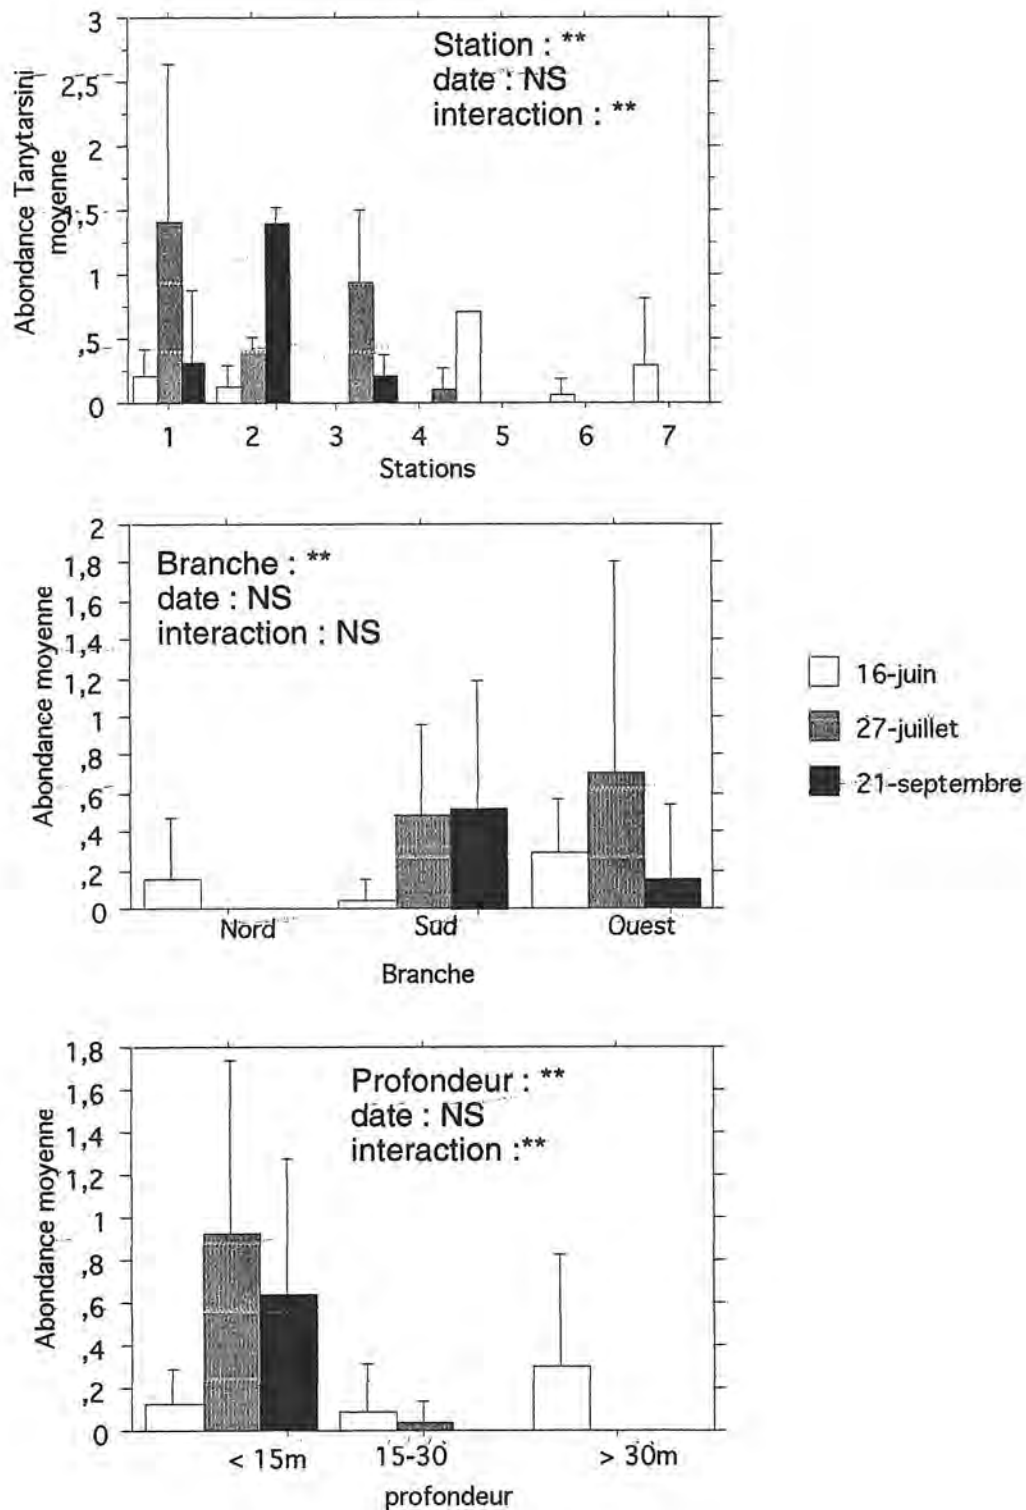 Abondance Tanytarsini
moyenne
3
2,5
2
1,5
1
,5
0
Station : **
date : NS
interaction : **
1 2 3 4 5 6 7
Stations
Abondance moyenne
2
1,8
1,6
1,4
1,2
1
,8
,6
,4
,2
0
Branche : **
date : NS
interaction : NS
Nord Sud Ouest
Branche
16-juin
27-juillet
21-septembre
Abondance moyenne
1,8
1,6
1,4
1,2
1
,8
,6
,4
,2
0
Profondeur : **
date : NS
interaction :**
< 15m 15-30 > 30m
profondeur